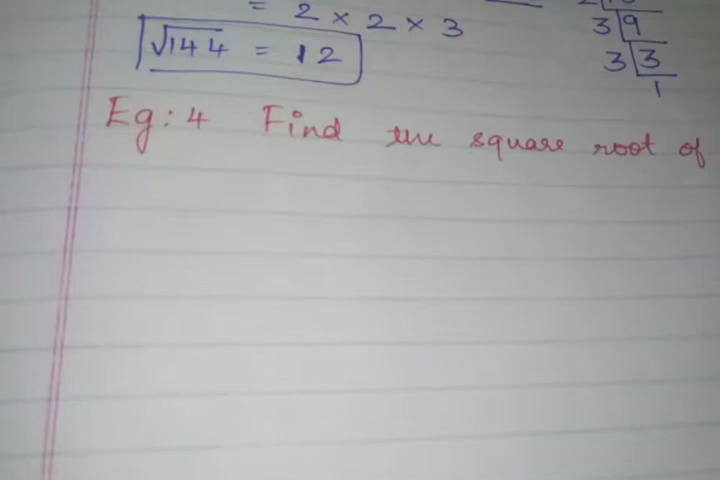 = 2 × 2 × 3
√144 = 12
3 9
3 3
1
Eg: 4 Find the square root of